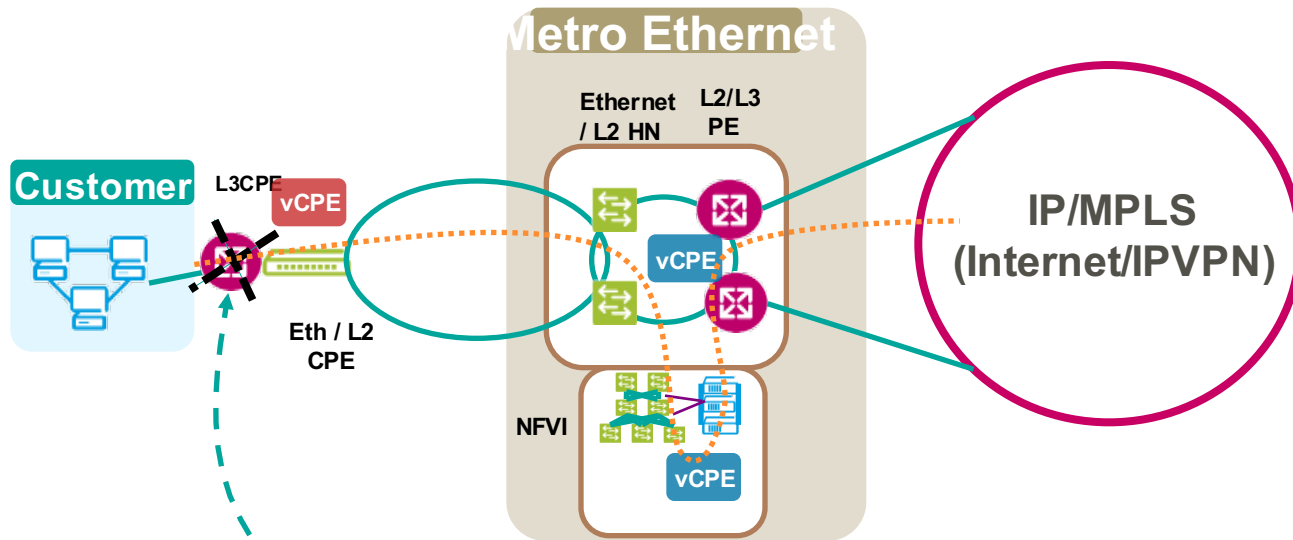 Metro Ethernet
Ethernet
/ L2 HN
L2/L3
PE
Customer
L3CPE
vCPE
vCPE
IP/MPLS
(Internet/IPVPN)
Eth / L2
CPE
NFVI
vCPE